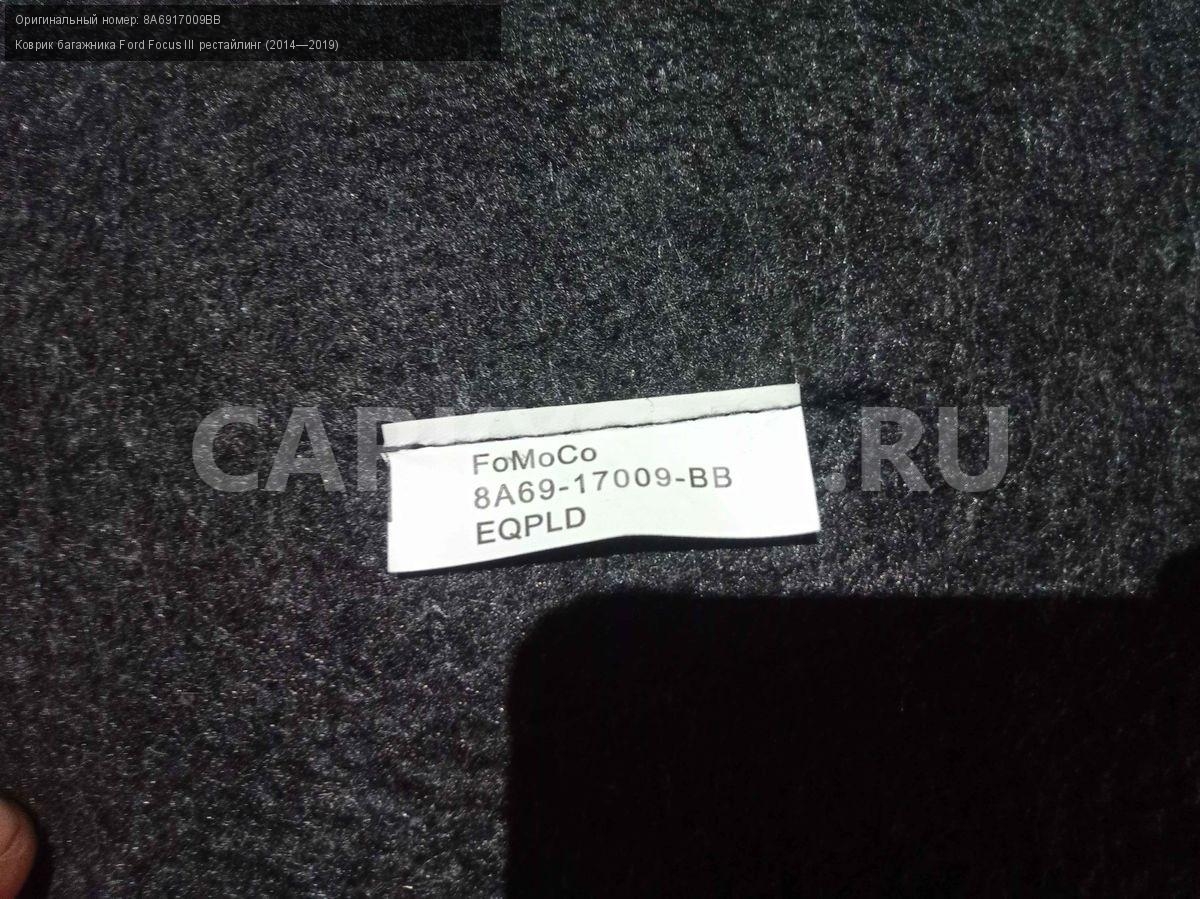 Оригинальный номер: 8A6917009BB
Коврик багажника Ford Focus III рестайлинг (2014—2019)
FoMoCo
8A69-17009-BB
EQPLD
.RU